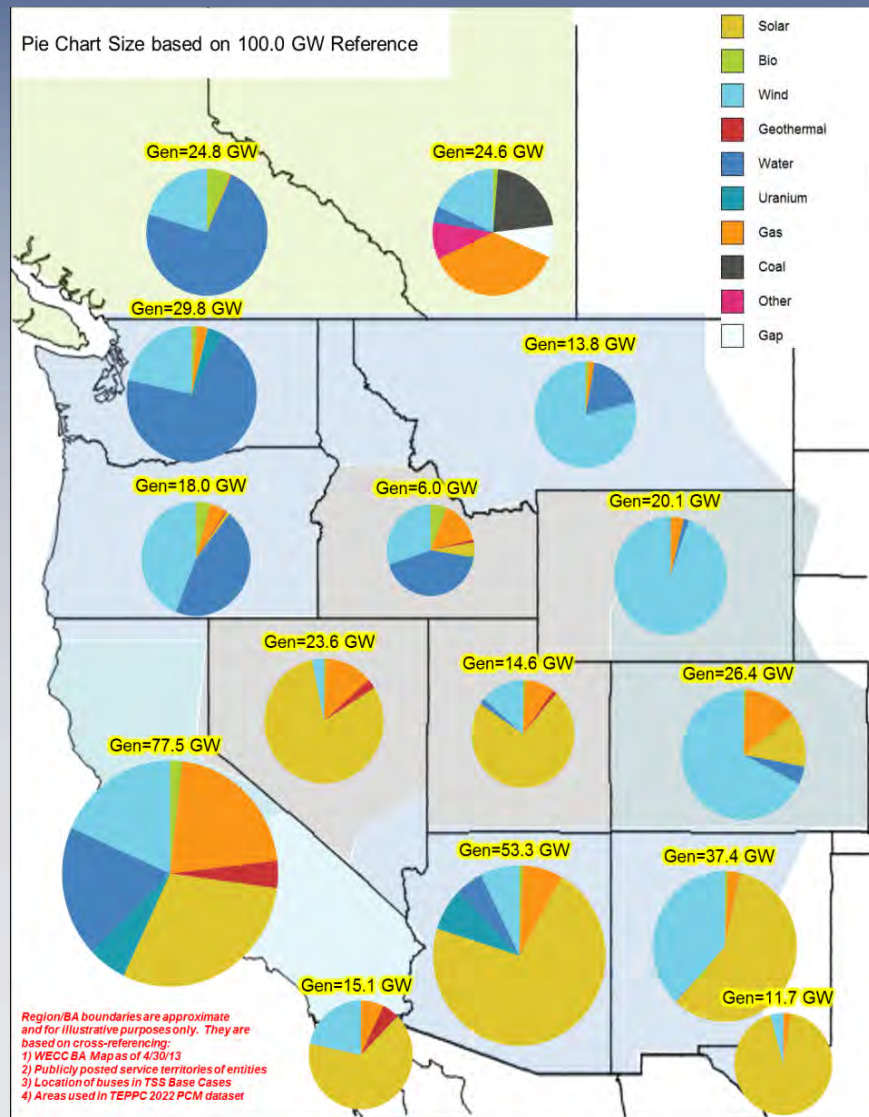 Pie Chart Size based on 100.0 GW Reference
Solar
Bio
Wind
Geothermal
Water
Uranium
Gas
Coal
Other
Gap
Gen=24.8 GW
Gen=24.6 GW
Gen=29.8 GW
Gen=13.8 GW
Gen=18.0 GW
Gen=6.0 GW
Gen=20.1 GW
Gen=23.6 GW
Gen=14.6 GW
Gen=26.4 GW
Gen=77.5 GW
Gen=53.3 GW
Gen=37.4 GW
Gen=15.1 GW
Gen=11.7 GW
Region/BA boundaries are approximate
and for illustrative purposes only. They are
based on cross-referencing:
1) WECC BA Map as of 4/30/13
2) Publicly posted service territories of entities
3) Location of buses in TSS Base Cases
4) Areas used in TEPPC 2022 PCM dataset